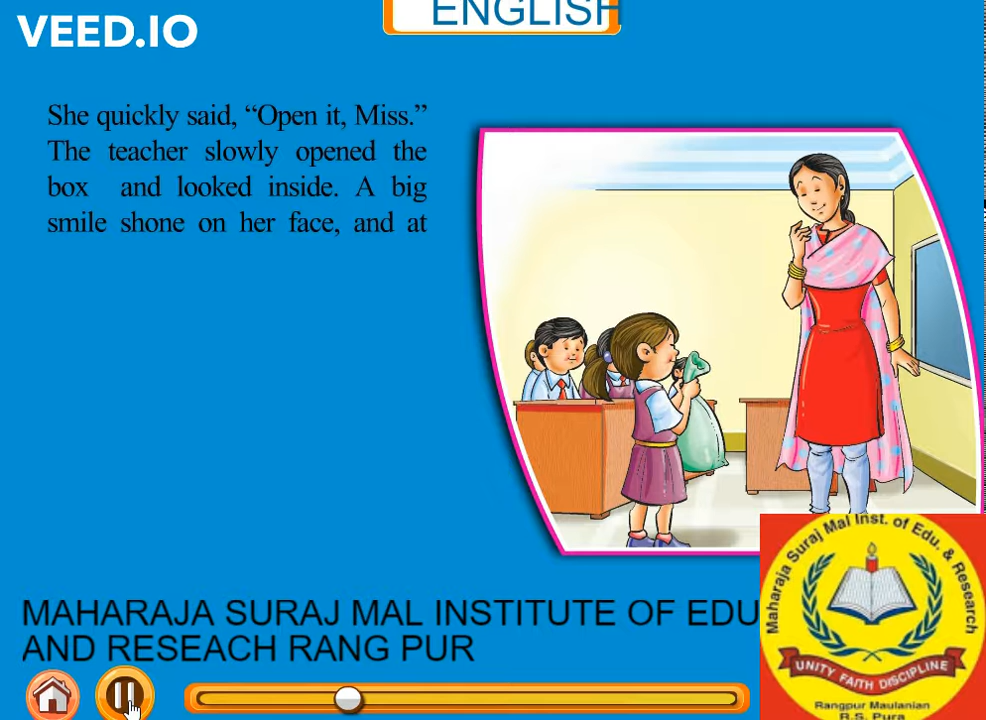 ENGLISH
VEED.IO
She quickly said, “Open it, Miss.”
The teacher slowly opened the
box and looked inside. A big
smile shone on her face, and at
MAHARAJA SURAJ MAL INSTITUTE OF EDU
AND RESEACH RANG PUR
Maharaja Suraj Mal Inst. of Edu. & Research
UNITY FAITH DISCIPLINE
Rangpur Maulanian
R.S. Pura